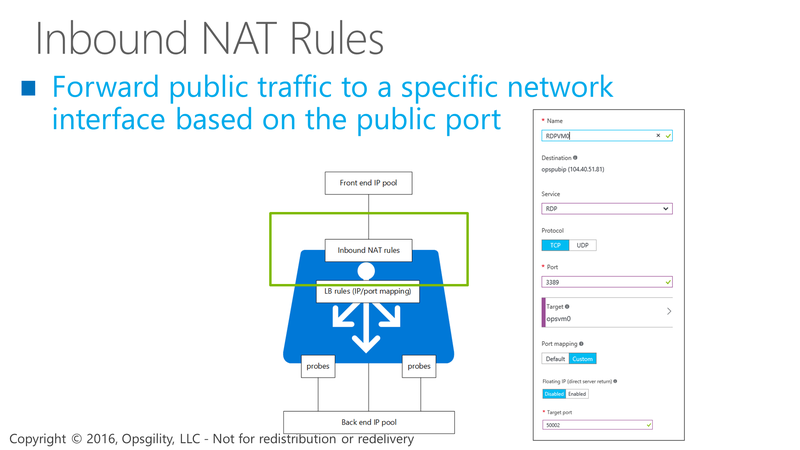 Inbound NAT Rules
Forward public traffic to a specific network
interface based on the public port
Front end IP pool
Inbound NAT rules
LB rules (IP/port mapping)
probes
probes
Back end IP pool
* Name
RDPVM0
Destination
opspubip (104.40.51.81)
Service
RDP
Protocol
TCP UDP
* Port
3389
Target
opsvm0
Port mapping
Default Custom
Floating IP (direct server return)
Disabled Enabled
* Target port
50002
Copyright © 2016, Opsgility, LLC - Not for redistribution or redelivery